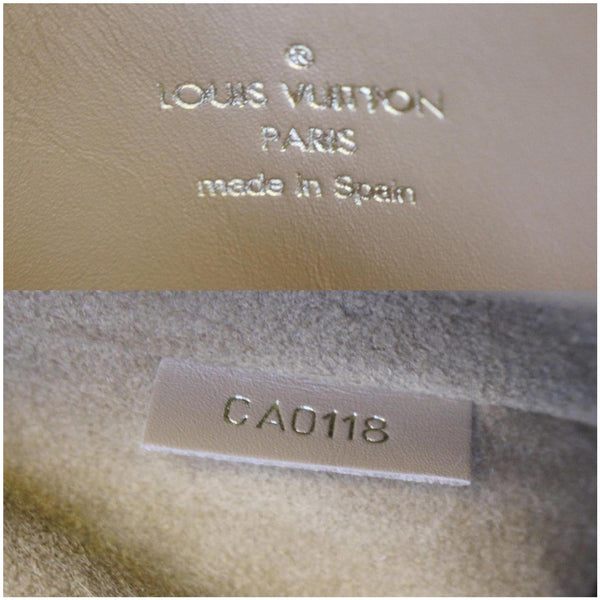 ®
LOUIS VUITTON
PARIS
made in Spain
CA0118